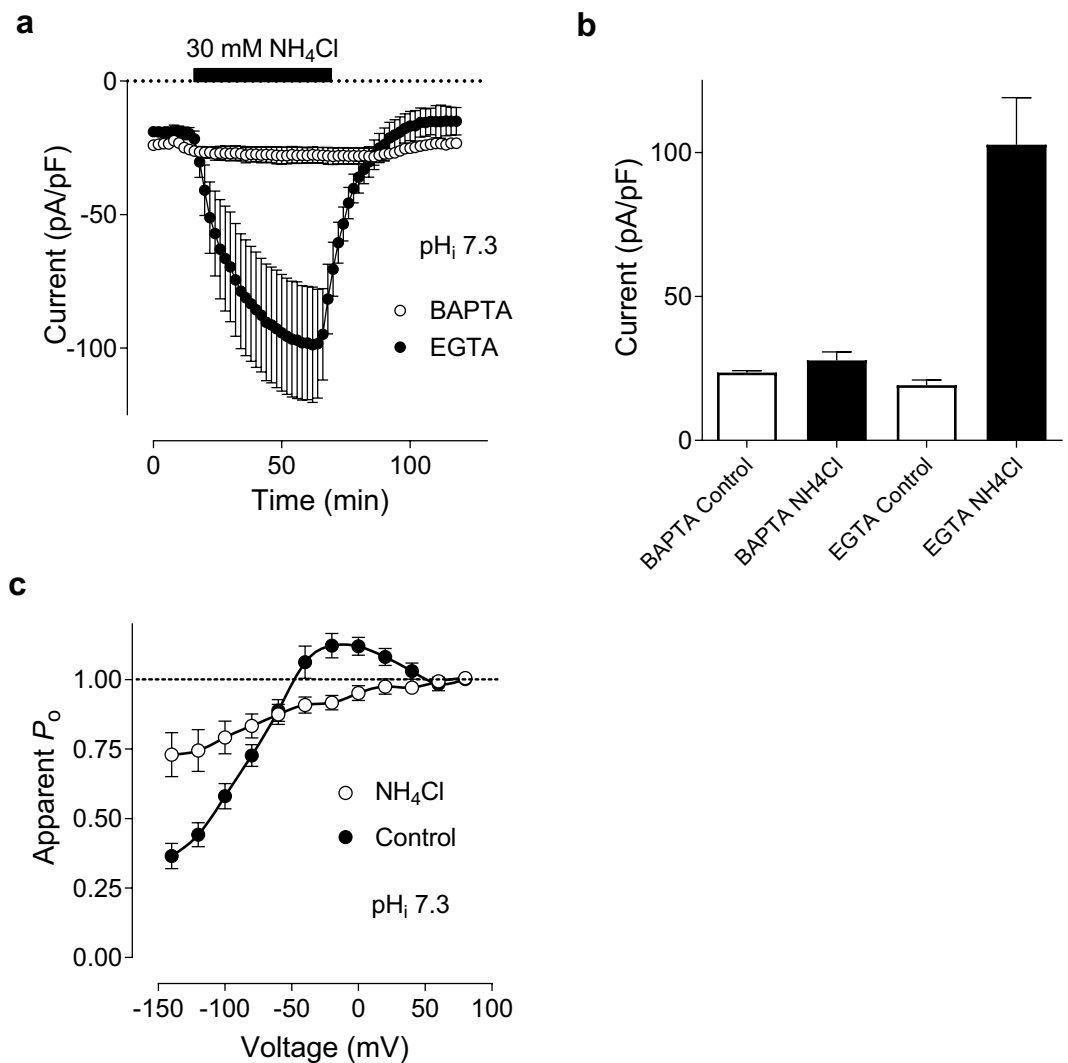 a
30 mM NH₄Cl
0
-50
-100
Current (pA/pF)
pHᵢ 7.3
BAPTA
EGTA
0 50 100
Time (min)
b
100
50
0
Current (pA/pF)
BAPTA Control
BAPTA NH4Cl
EGTA Control
EGTA NH4Cl
c
1.00
0.75
0.50
0.25
0.00
Apparent Pₒ
NH₄Cl
Control
pHᵢ 7.3
-150 -100 -50 0 50 100
Voltage (mV)